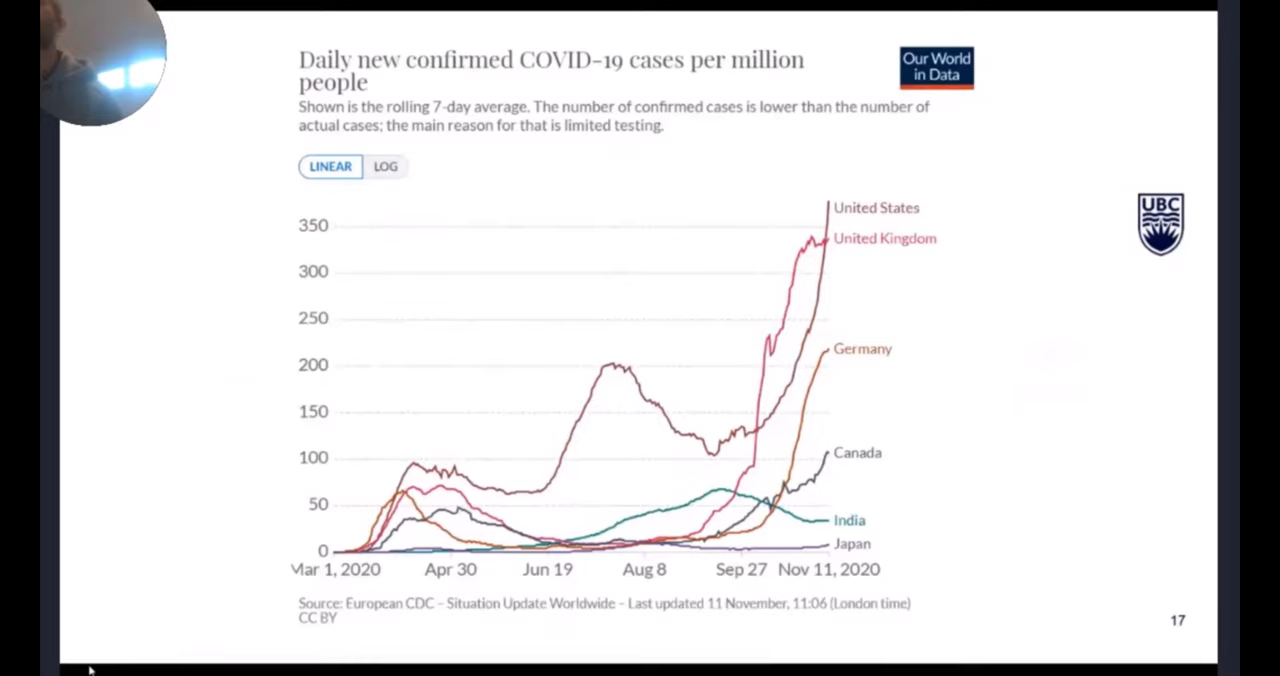 Daily new confirmed COVID-19 cases per million
people
Our World
in Data
Shown is the rolling 7-day average. The number of confirmed cases is lower than the number of
actual cases; the main reason for that is limited testing.
LINEAR LOG
UBC
350
300
250
200
150
100
50
0
United States
United Kingdom
Germany
Canada
India
Japan
Mar 1, 2020 Apr 30 Jun 19 Aug 8 Sep 27 Nov 11, 2020
Source: European CDC – Situation Update Worldwide – Last updated 11 November, 11:06 (London time)
CC BY
17